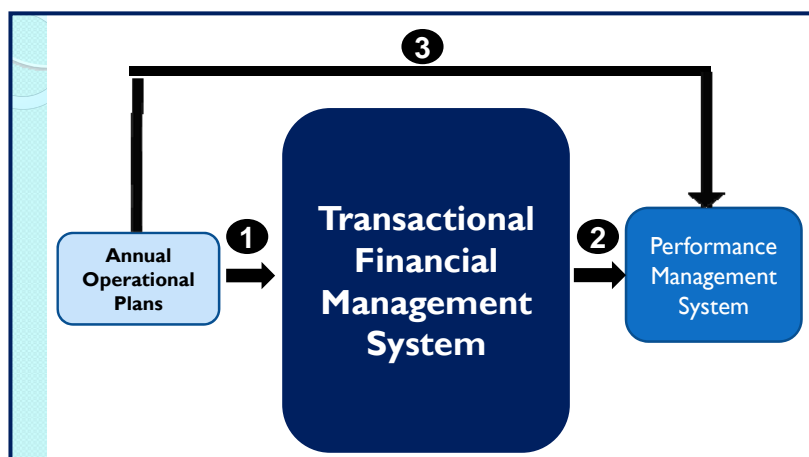 3
Annual
Operational
Plans
1
Transactional
Financial
Management
System
2
Performance
Management
System